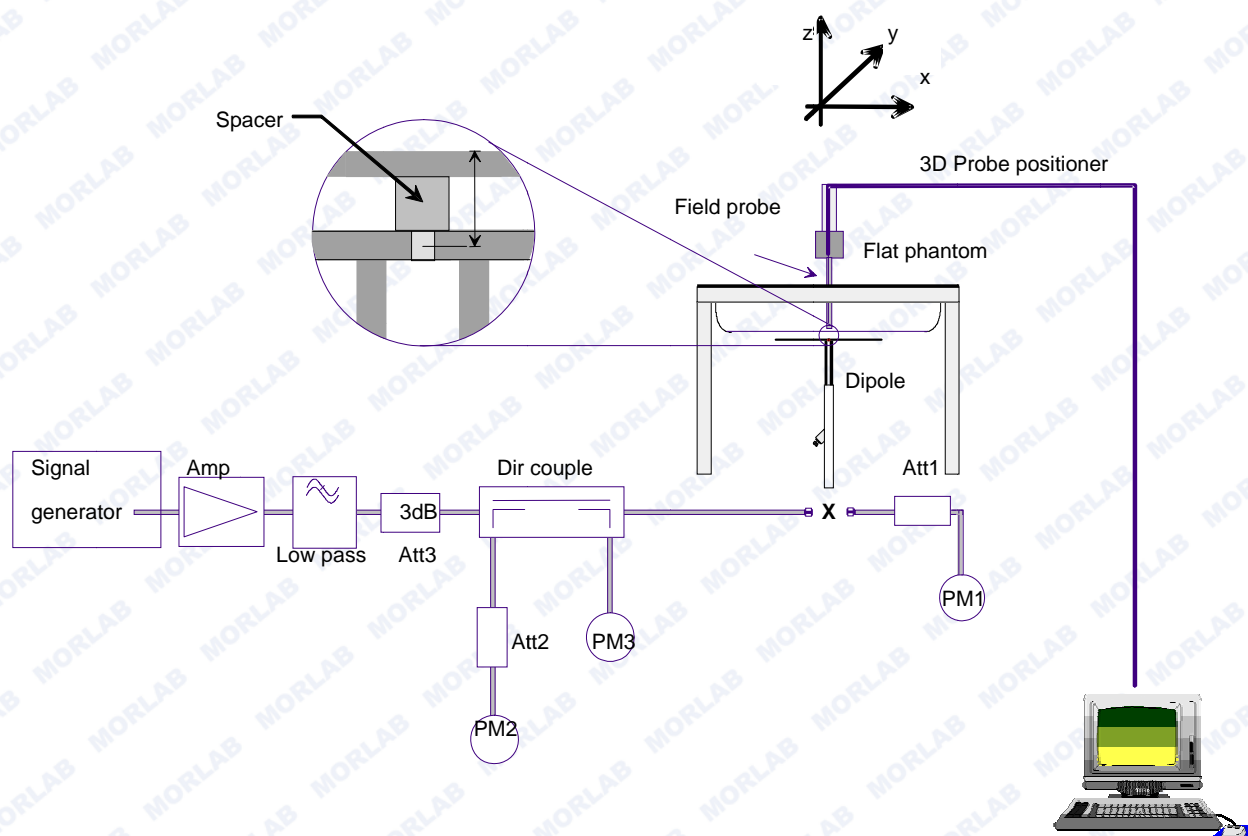 z
y
x
Spacer
3D Probe positioner
Field probe
Flat phantom
Dipole
Signal
generator
Amp
Low pass
3dB
Att3
Dir couple
Att1
X
PM1
Att2
PM3
PM2
MORLAB